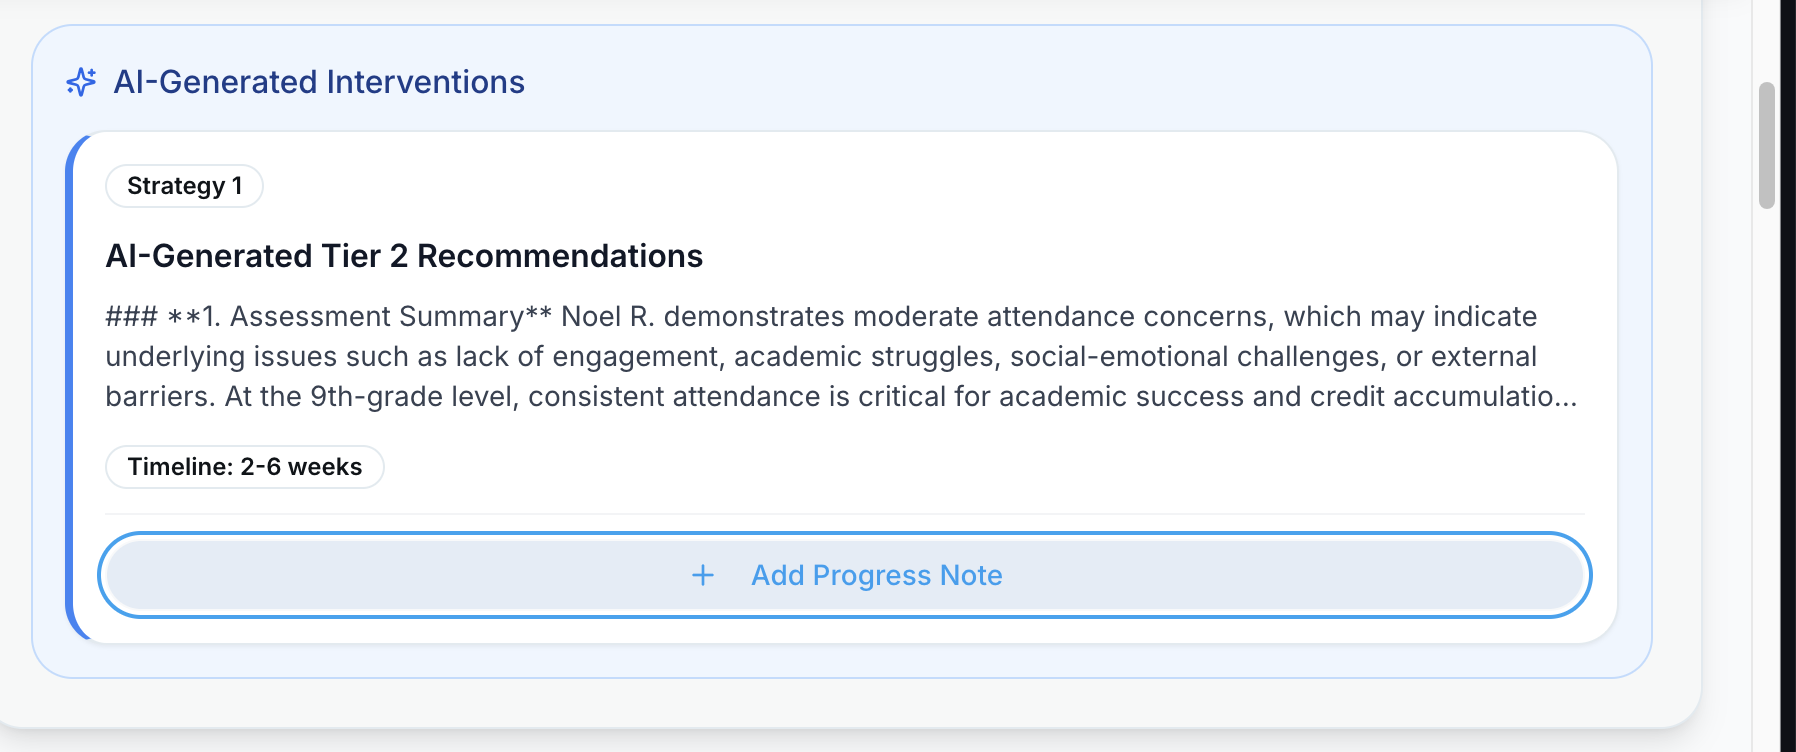 AI-Generated Interventions
Strategy 1
AI-Generated Tier 2 Recommendations
### **1. Assessment Summary** Noel R. demonstrates moderate attendance concerns, which may indicate
underlying issues such as lack of engagement, academic struggles, social-emotional challenges, or external
barriers. At the 9th-grade level, consistent attendance is critical for academic success and credit accumulatio...
Timeline: 2-6 weeks
+ Add Progress Note